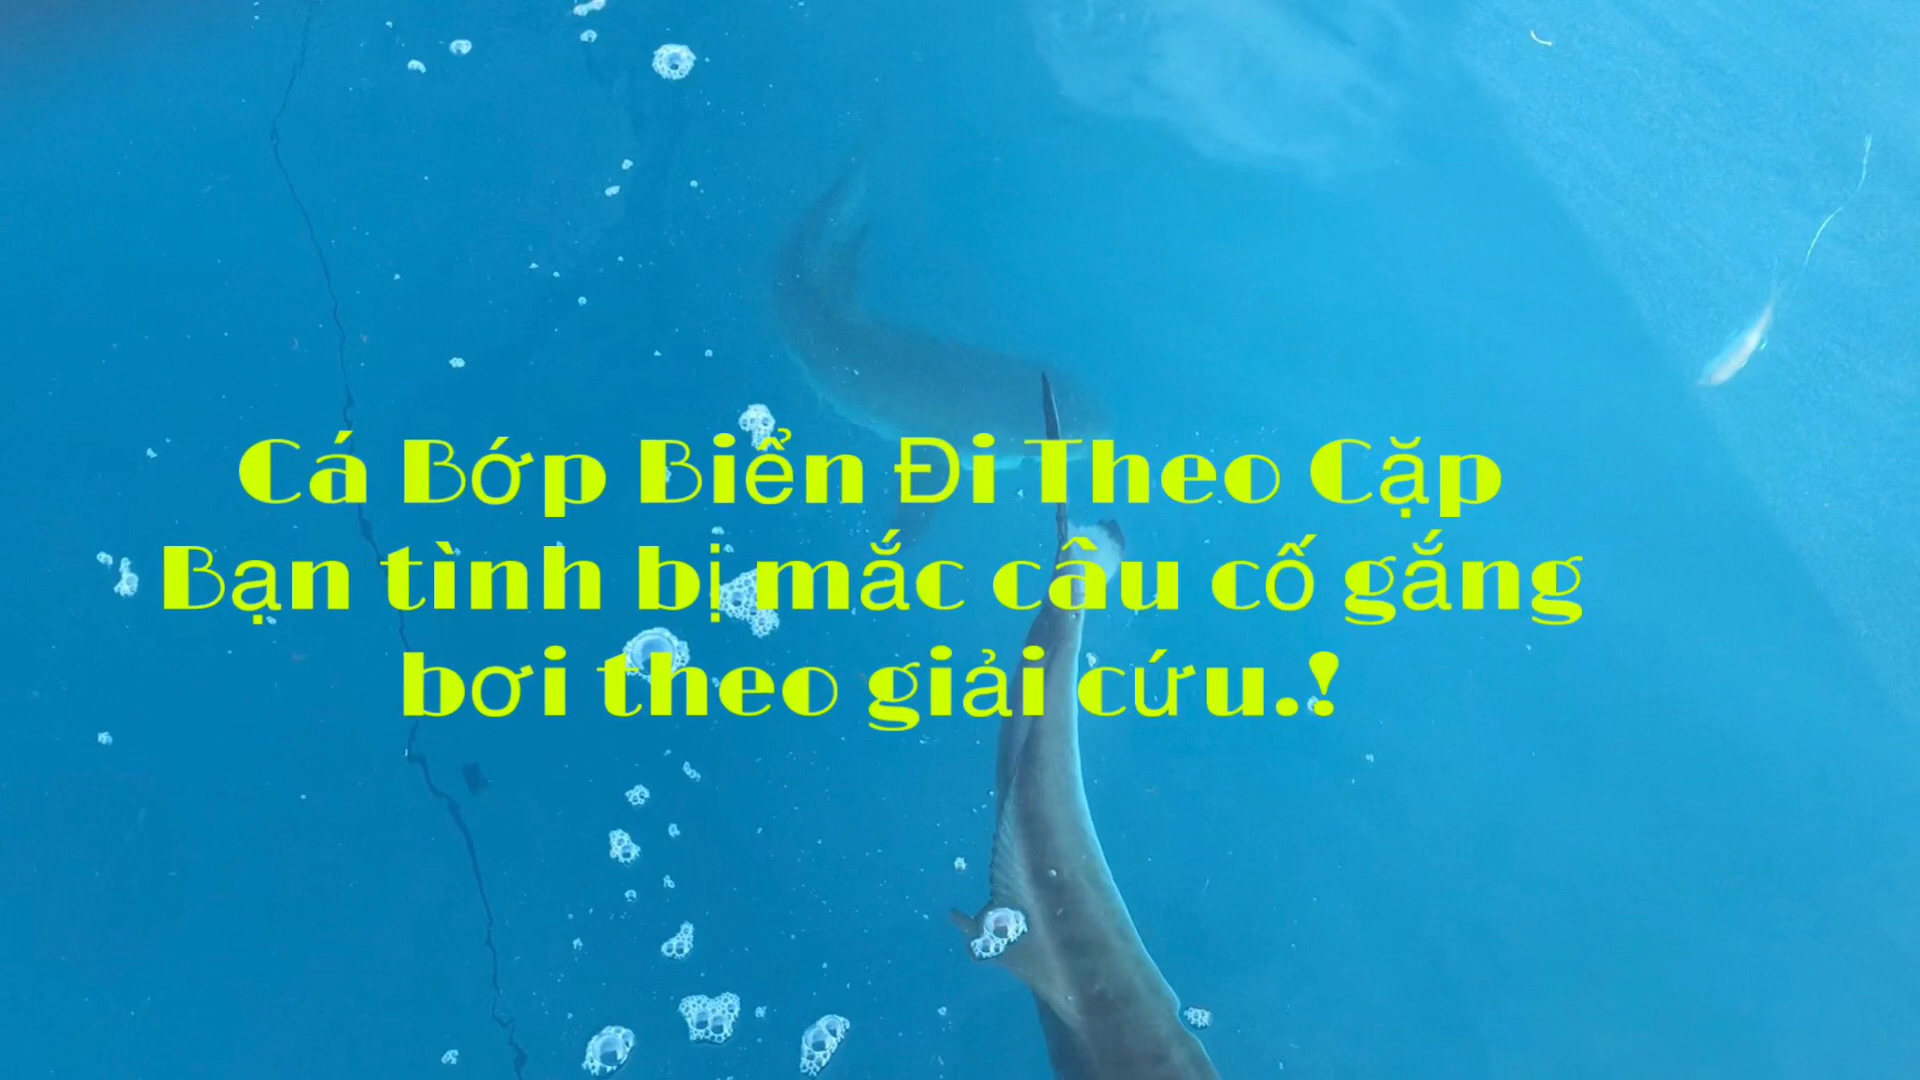 Cá Bớp Biển Đi Theo Cặp
Bạn tình bị mắc câu cố gắng
bơi theo giải cứu.!